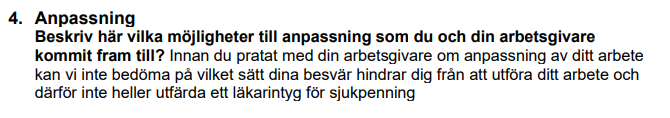 4. Anpassning
Beskriv här vilka möjligheter till anpassning som du och din arbetsgivare
kommit fram till? Innan du pratat med din arbetsgivare om anpassning av ditt arbete
kan vi inte bedöma på vilket sätt dina besvär hindrar dig från att utföra ditt arbete och
därför inte heller utfärda ett läkarintyg för sjukpenning